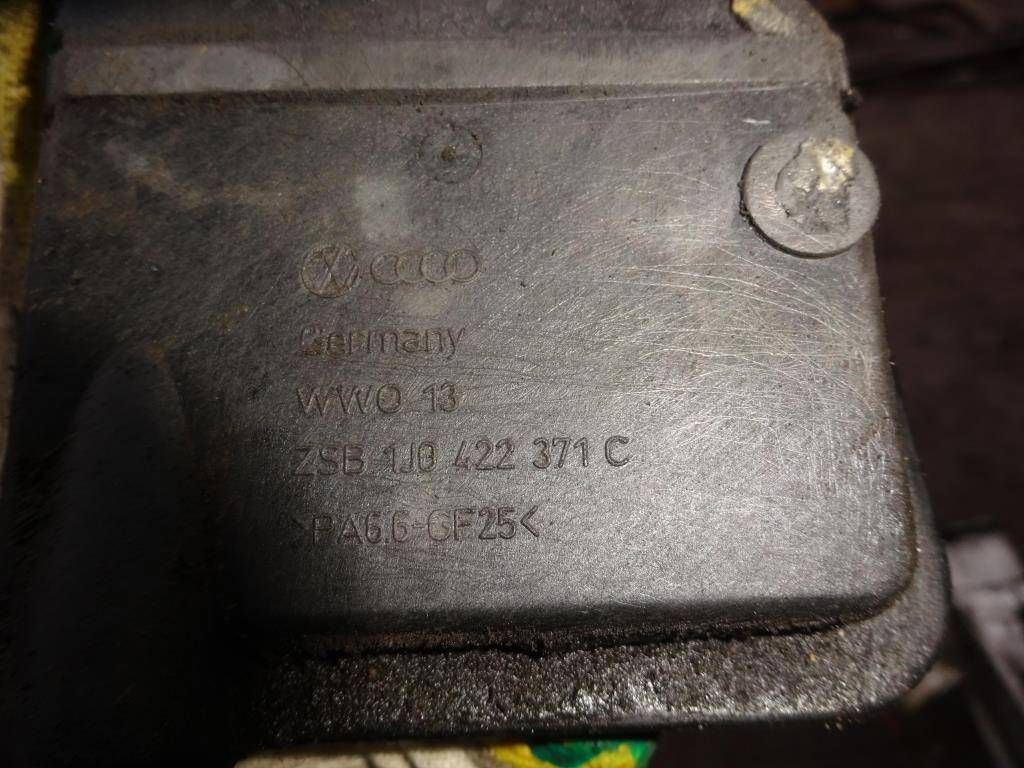 Germany
WWO 13
ZSB 1J0 422 371 C
>PA6.6-GF25<